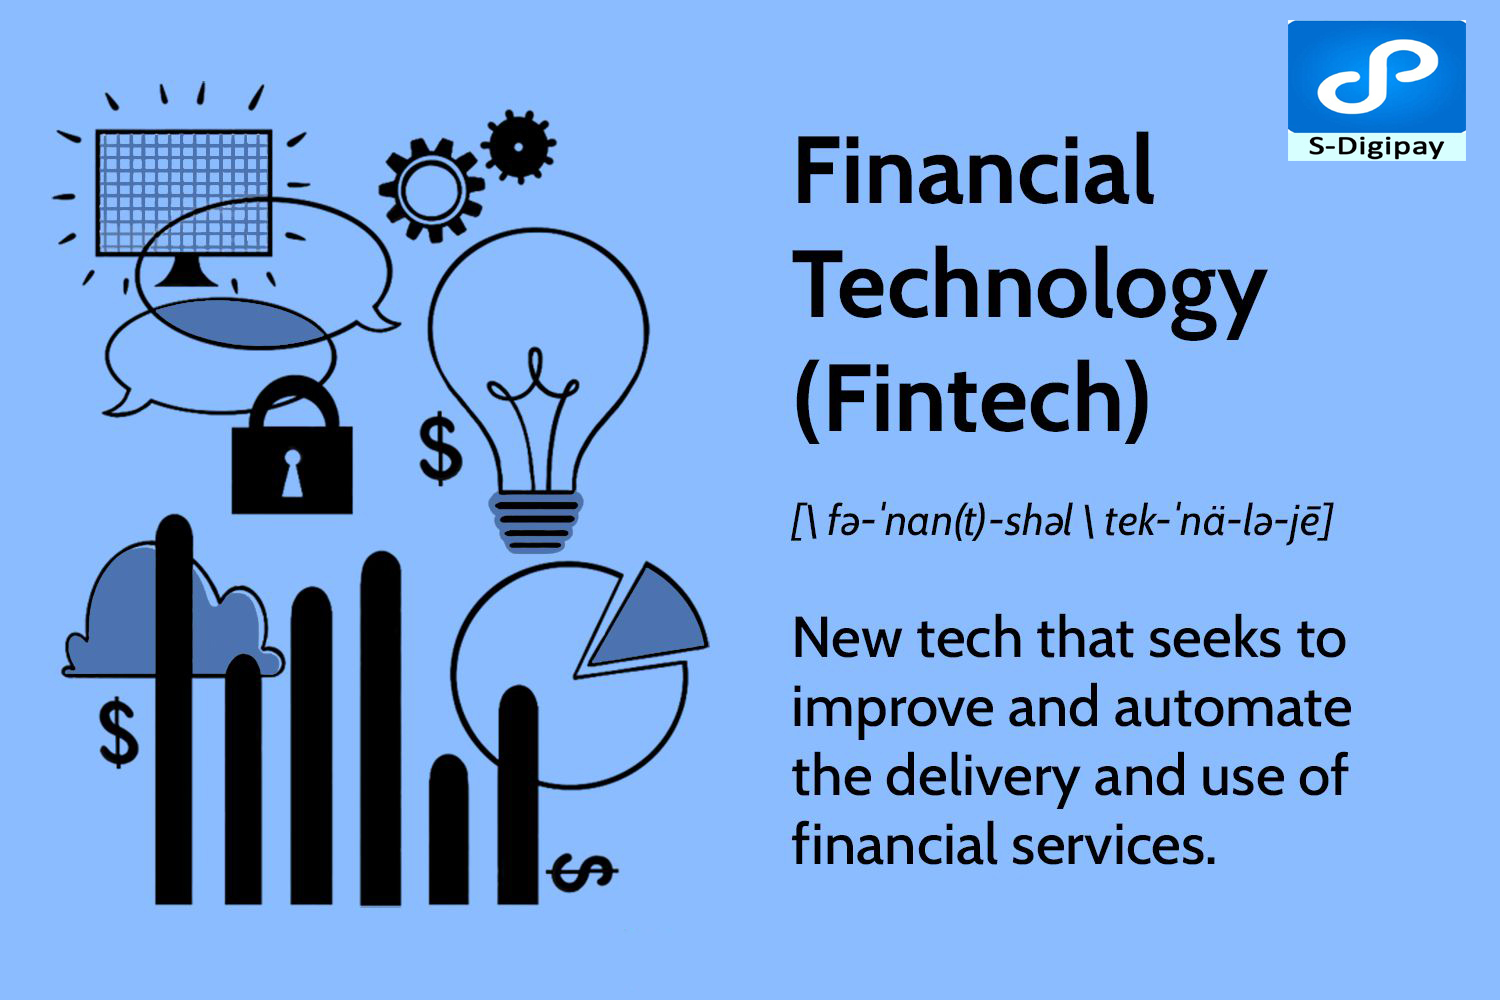 S-Digipay
Financial
Technology
(Fintech)
[\ fə-ˈnan(t)-shəl \ tek-ˈnä-lə-jē]
New tech that seeks to
improve and automate
the delivery and use of
financial services.
$
$
$